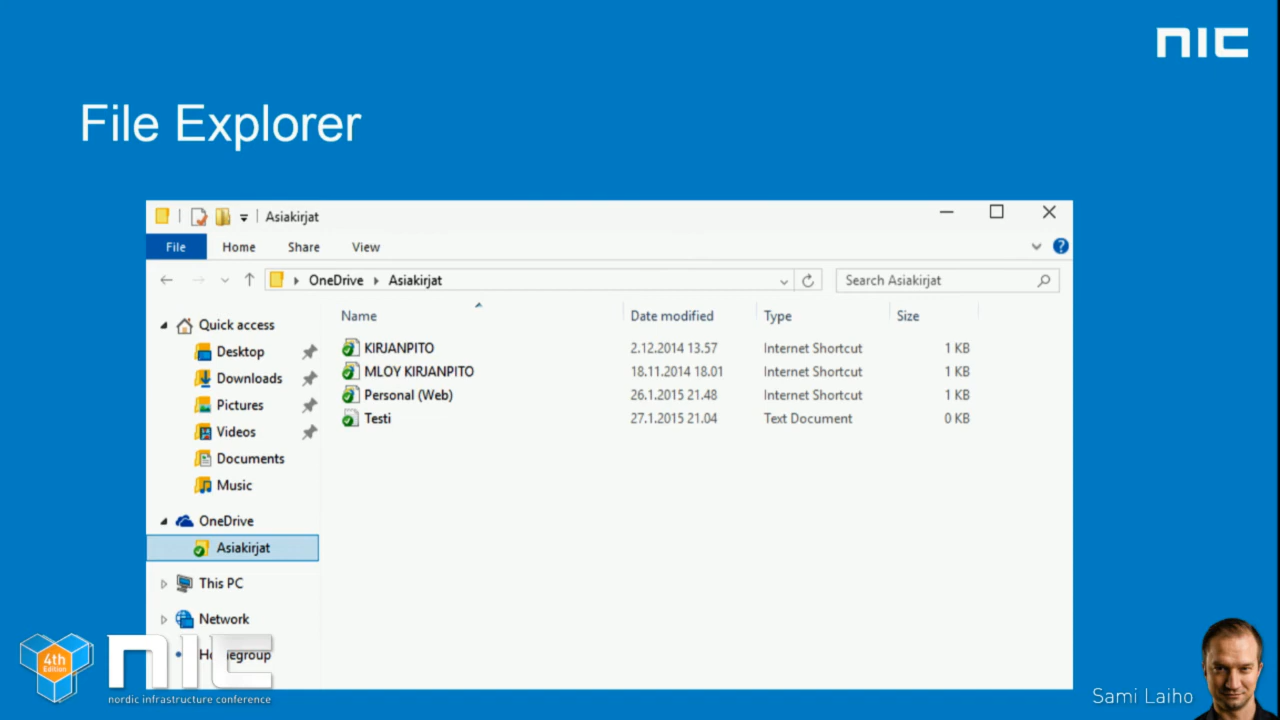 NIC
File Explorer
Asiakirjat
File Home Share View
OneDrive Asiakirjat
Search Asiakirjat
Name Date modified Type Size
KIRJANPITO 2.12.2014 13.57 Internet Shortcut 1 KB
MLOY KIRJANPITO 18.11.2014 18.01 Internet Shortcut 1 KB
Personal (Web) 26.1.2015 21.48 Internet Shortcut 1 KB
Testi 27.1.2015 21.04 Text Document 0 KB
Quick access
Desktop
Downloads
Pictures
Videos
Documents
Music
OneDrive
Asiakirjat
This PC
Network
4th
Edition
NIC
nordic infrastructure conference
Sami Laiho